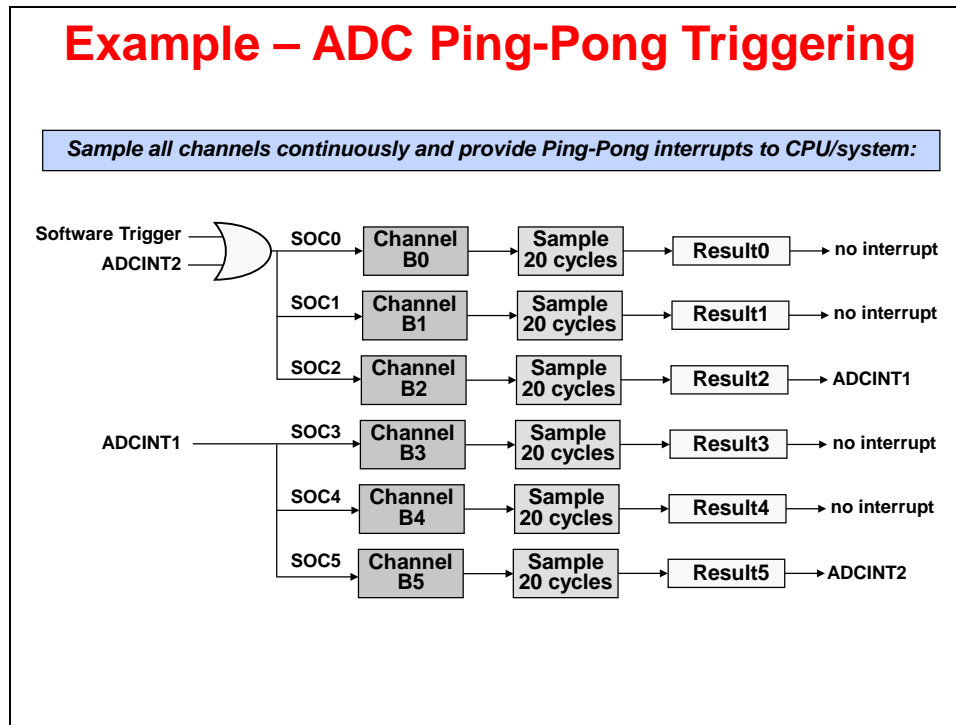 Example – ADC Ping-Pong Triggering
Sample all channels continuously and provide Ping-Pong interrupts to CPU/system:
Software Trigger
ADCINT2
SOC0
Channel
B0
Sample
20 cycles
Result0
no interrupt
SOC1
Channel
B1
Sample
20 cycles
Result1
no interrupt
SOC2
Channel
B2
Sample
20 cycles
Result2
ADCINT1
ADCINT1
SOC3
Channel
B3
Sample
20 cycles
Result3
no interrupt
SOC4
Channel
B4
Sample
20 cycles
Result4
no interrupt
SOC5
Channel
B5
Sample
20 cycles
Result5
ADCINT2